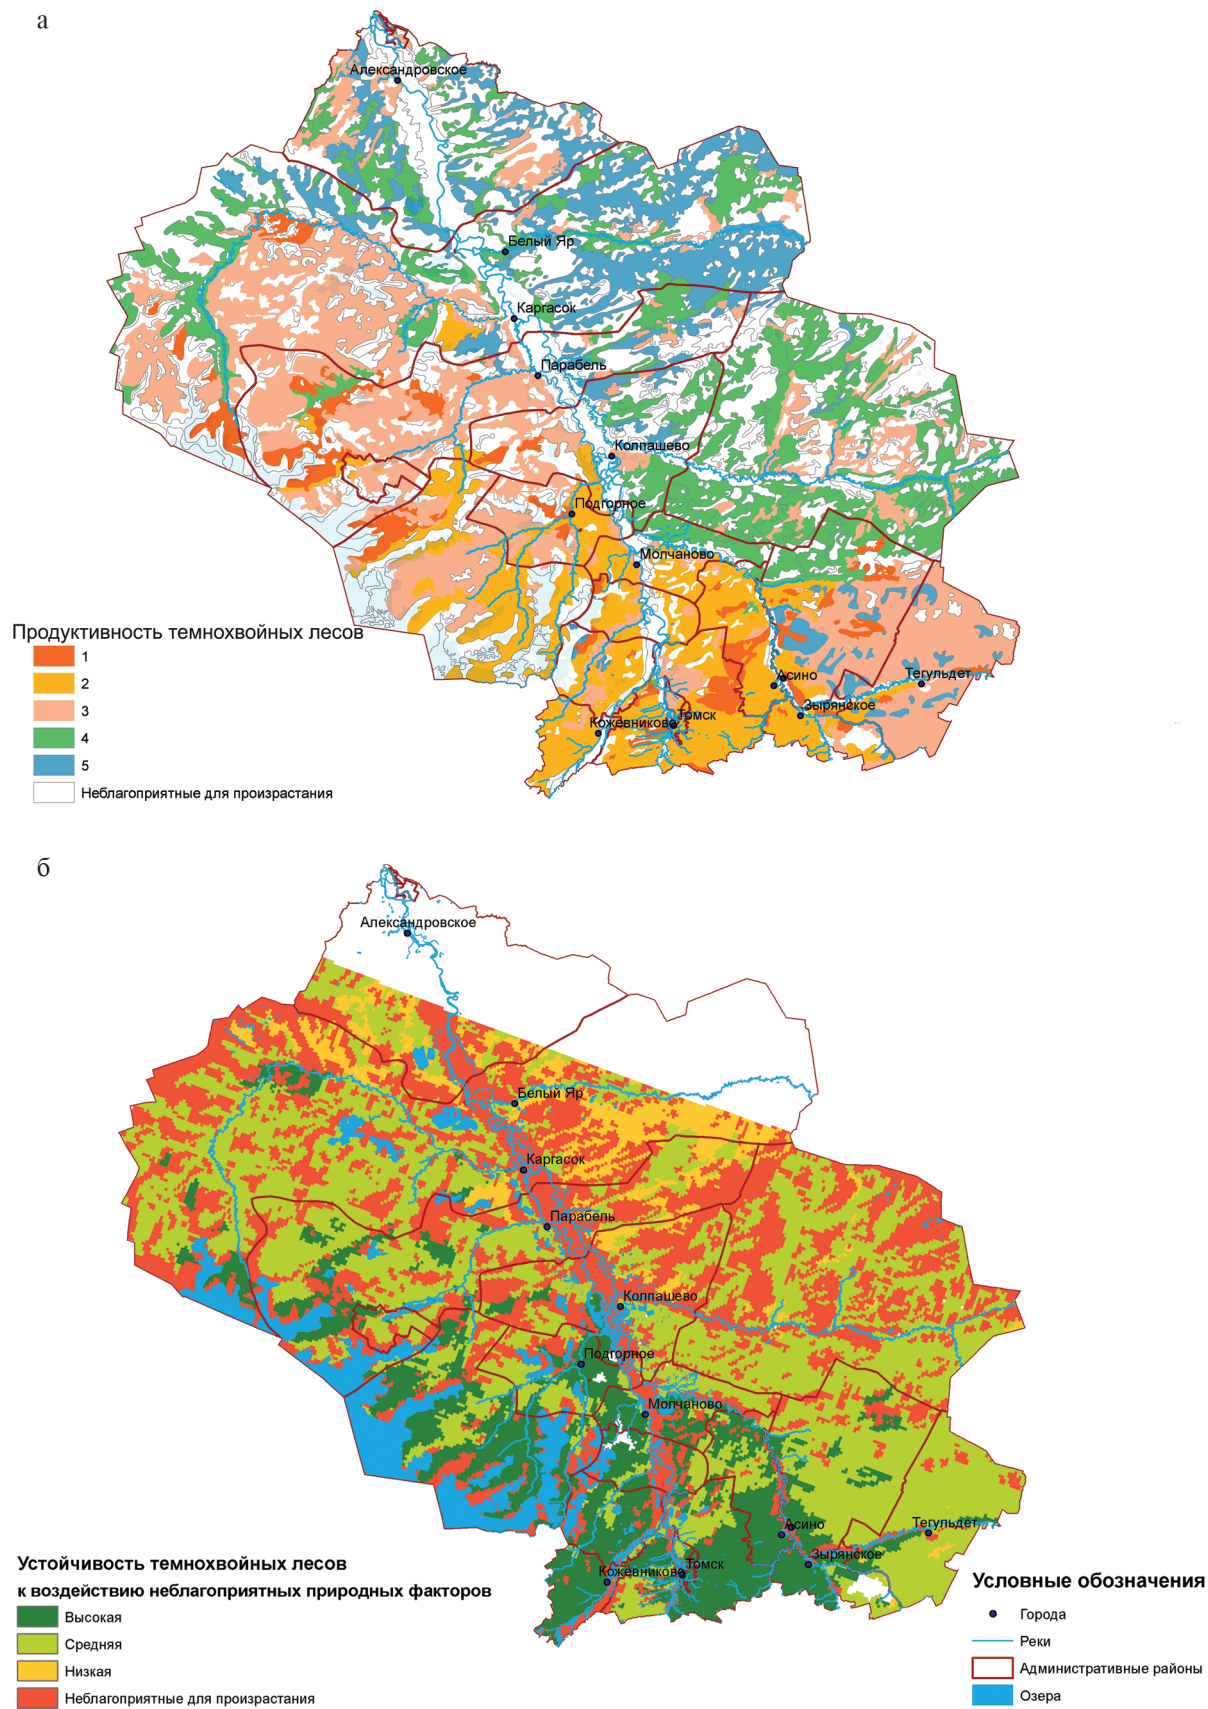 а
Александровское
Белый Яр
Каргасок
Парабель
Колпашево
Подгорное
Молчаново
Асино
Тегульдет
Зырянское
Томск
Кожевниково
Продуктивность темнохвойных лесов
1
2
3
4
5
Неблагоприятные для произрастания
б
Александровское
Белый Яр
Каргасок
Парабель
Колпашево
Подгорное
Молчаново
Асино
Тегульдет
Зырянское
Томск
Кожевниково
Устойчивость темнохвойных лесов
к воздействию неблагоприятных природных факторов
Высокая
Средняя
Низкая
Неблагоприятные для произрастания
Условные обозначения
Города
Реки
Административные районы
Озера